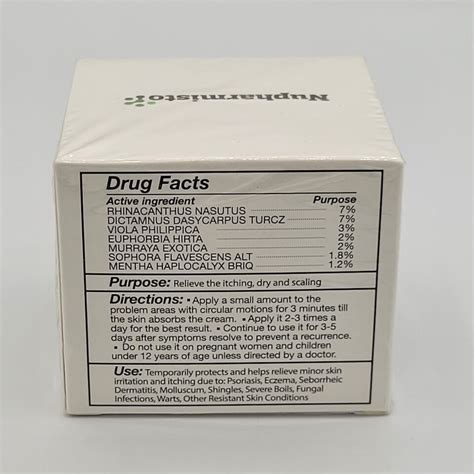 Nupharmisto
Drug Facts
Active ingredient Purpose
RHINACANTHUS NASUTUS 7%
DICTAMNUS DASYCARPUS TURCZ 7%
VIOLA PHILIPPICA 3%
EUPHORBIA HIRTA 2%
MURRAYA EXOTICA 2%
SOPHORA FLAVESCENS ALT 1.8%
MENTHA HAPLOCALYX BRIQ 1.2%
Purpose: Relieve the itching, dry and scaling
Directions: • Apply a small amount to the
problem areas with circular motions for 3 minutes till
the skin absorbs the cream. • Apply it 2-3 times a
day for the best result. • Continue to use it for 3-5
days after symptoms resolve to prevent a recurrence.
• Do not use it on pregnant women and children
under 12 years of age unless directed by a doctor.
Use: Temporarily protects and helps relieve minor skin
irritation and itching due to: Psoriasis, Eczema, Seborrheic
Dermatitis, Molluscum, Shingles, Severe Boils, Fungal
Infections, Warts, Other Resistant Skin Conditions